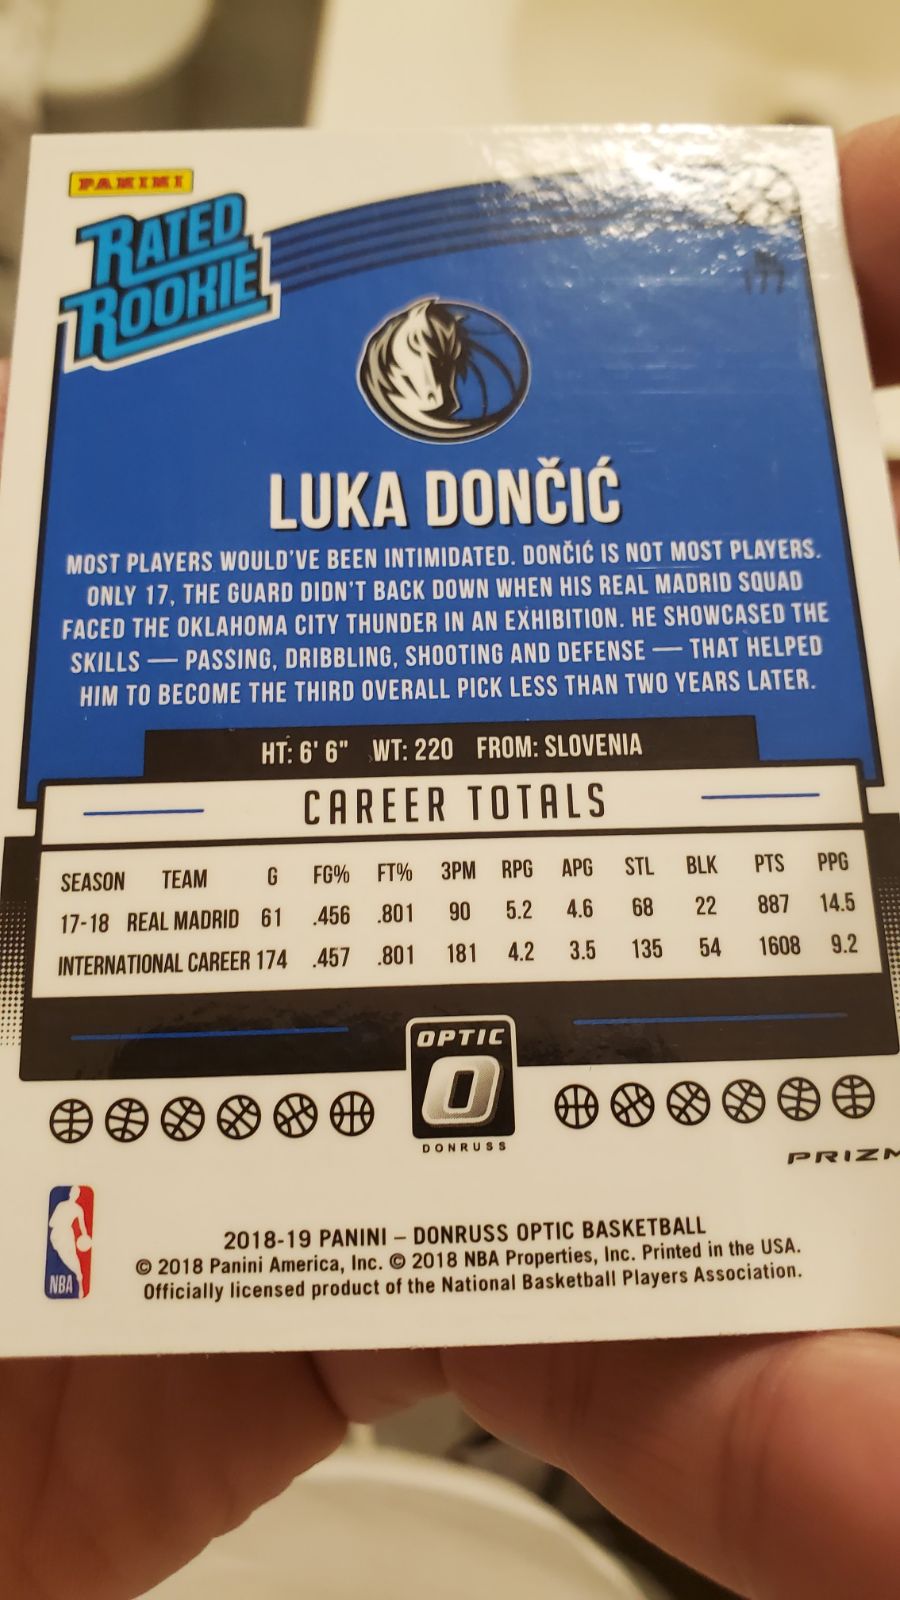 PANINI
RATED
ROOKIE
177
LUKA DONČIĆ
MOST PLAYERS WOULD'VE BEEN INTIMIDATED. DONČIĆ IS NOT MOST PLAYERS.
ONLY 17, THE GUARD DIDN'T BACK DOWN WHEN HIS REAL MADRID SQUAD
FACED THE OKLAHOMA CITY THUNDER IN AN EXHIBITION. HE SHOWCASED THE
SKILLS — PASSING, DRIBBLING, SHOOTING AND DEFENSE — THAT HELPED
HIM TO BECOME THE THIRD OVERALL PICK LESS THAN TWO YEARS LATER.
HT: 6' 6" WT: 220 FROM: SLOVENIA
CAREER TOTALS
SEASON TEAM G FG% FT% 3PM RPG APG STL BLK PTS PPG
17-18 REAL MADRID 61 .456 .801 90 5.2 4.6 68 22 887 14.5
INTERNATIONAL CAREER 174 .457 .801 181 4.2 3.5 135 54 1608 9.2
OPTIC
O
DONRUSS
PRIZM
NBA
2018-19 PANINI – DONRUSS OPTIC BASKETBALL
© 2018 Panini America, Inc. © 2018 NBA Properties, Inc. Printed in the USA.
Officially licensed product of the National Basketball Players Association.